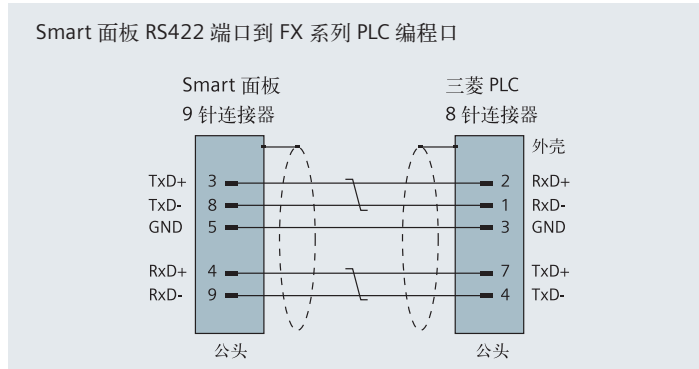 Smart 面板 RS422 端口到 FX 系列 PLC 编程口
Smart 面板 三菱 PLC
9 针连接器 8 针连接器
外壳
TxD+ 3 2 RxD+
TxD- 8 1 RxD-
GND 5 3 GND
RxD+ 4 7 TxD+
RxD- 9 4 TxD-
公头 公头